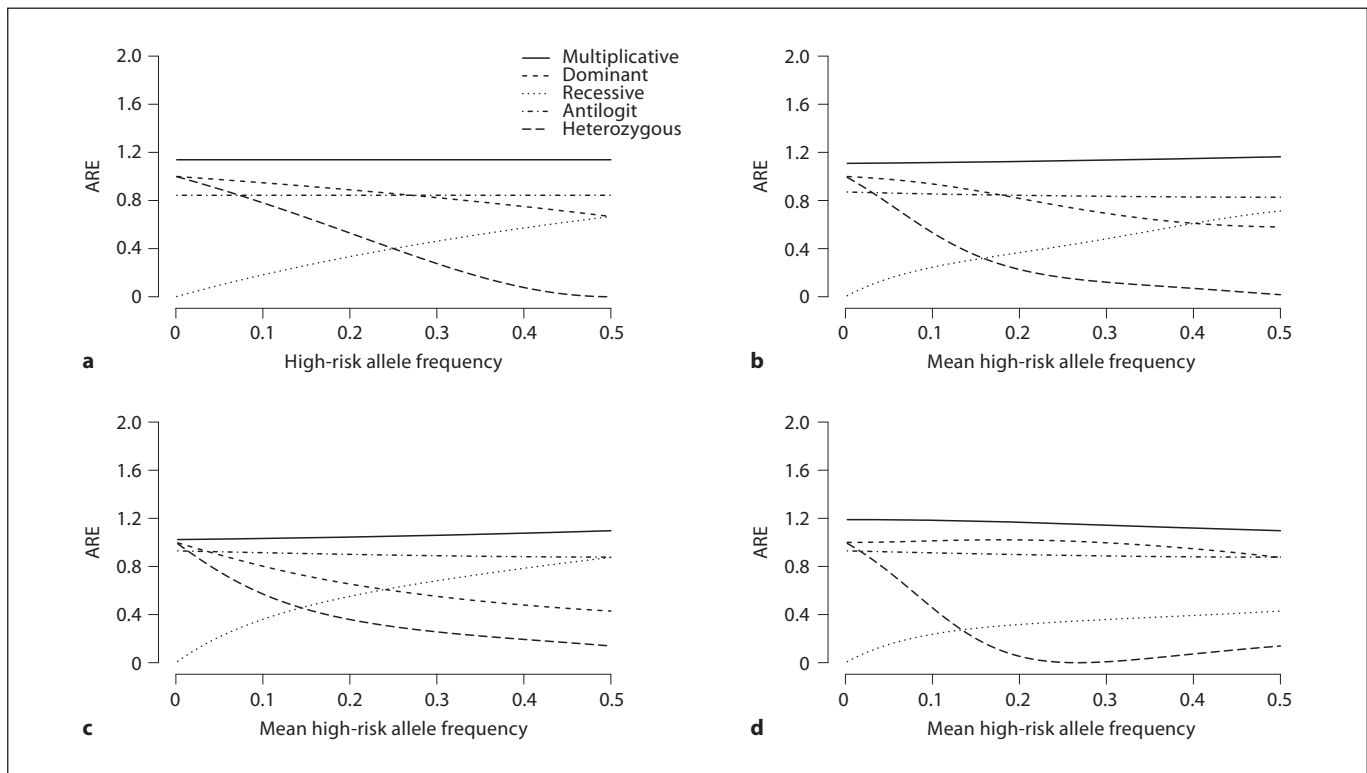 2.0
1.6
1.2
0.8
0.4
0
ARE
0 0.1 0.2 0.3 0.4 0.5
High-risk allele frequency
a
Multiplicative
Dominant
Recessive
Antilogit
Heterozygous
2.0
1.6
1.2
0.8
0.4
0
ARE
0 0.1 0.2 0.3 0.4 0.5
Mean high-risk allele frequency
b
2.0
1.6
1.2
0.8
0.4
0
ARE
0 0.1 0.2 0.3 0.4 0.5
Mean high-risk allele frequency
c
2.0
1.6
1.2
0.8
0.4
0
ARE
0 0.1 0.2 0.3 0.4 0.5
Mean high-risk allele frequency
d